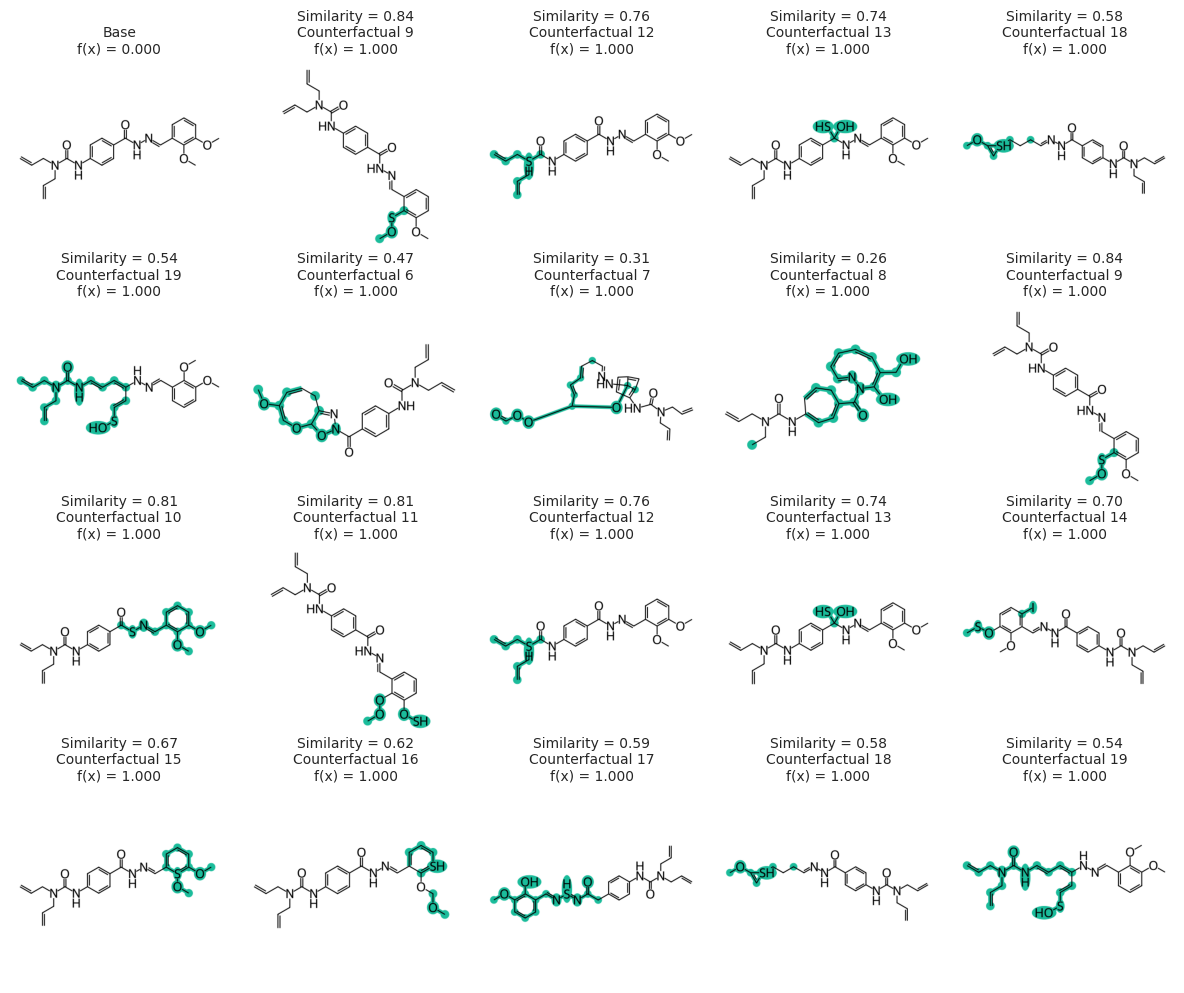 Base
f(x) = 0.000
Similarity = 0.84
Counterfactual 9
f(x) = 1.000
Similarity = 0.76
Counterfactual 12
f(x) = 1.000
Similarity = 0.74
Counterfactual 13
f(x) = 1.000
Similarity = 0.58
Counterfactual 18
f(x) = 1.000
Similarity = 0.54
Counterfactual 19
f(x) = 1.000
Similarity = 0.47
Counterfactual 6
f(x) = 1.000
Similarity = 0.31
Counterfactual 7
f(x) = 1.000
Similarity = 0.26
Counterfactual 8
f(x) = 1.000
Similarity = 0.84
Counterfactual 9
f(x) = 1.000
Similarity = 0.81
Counterfactual 10
f(x) = 1.000
Similarity = 0.81
Counterfactual 11
f(x) = 1.000
Similarity = 0.76
Counterfactual 12
f(x) = 1.000
Similarity = 0.74
Counterfactual 13
f(x) = 1.000
Similarity = 0.70
Counterfactual 14
f(x) = 1.000
Similarity = 0.67
Counterfactual 15
f(x) = 1.000
Similarity = 0.62
Counterfactual 16
f(x) = 1.000
Similarity = 0.59
Counterfactual 17
f(x) = 1.000
Similarity = 0.58
Counterfactual 18
f(x) = 1.000
Similarity = 0.54
Counterfactual 19
f(x) = 1.000